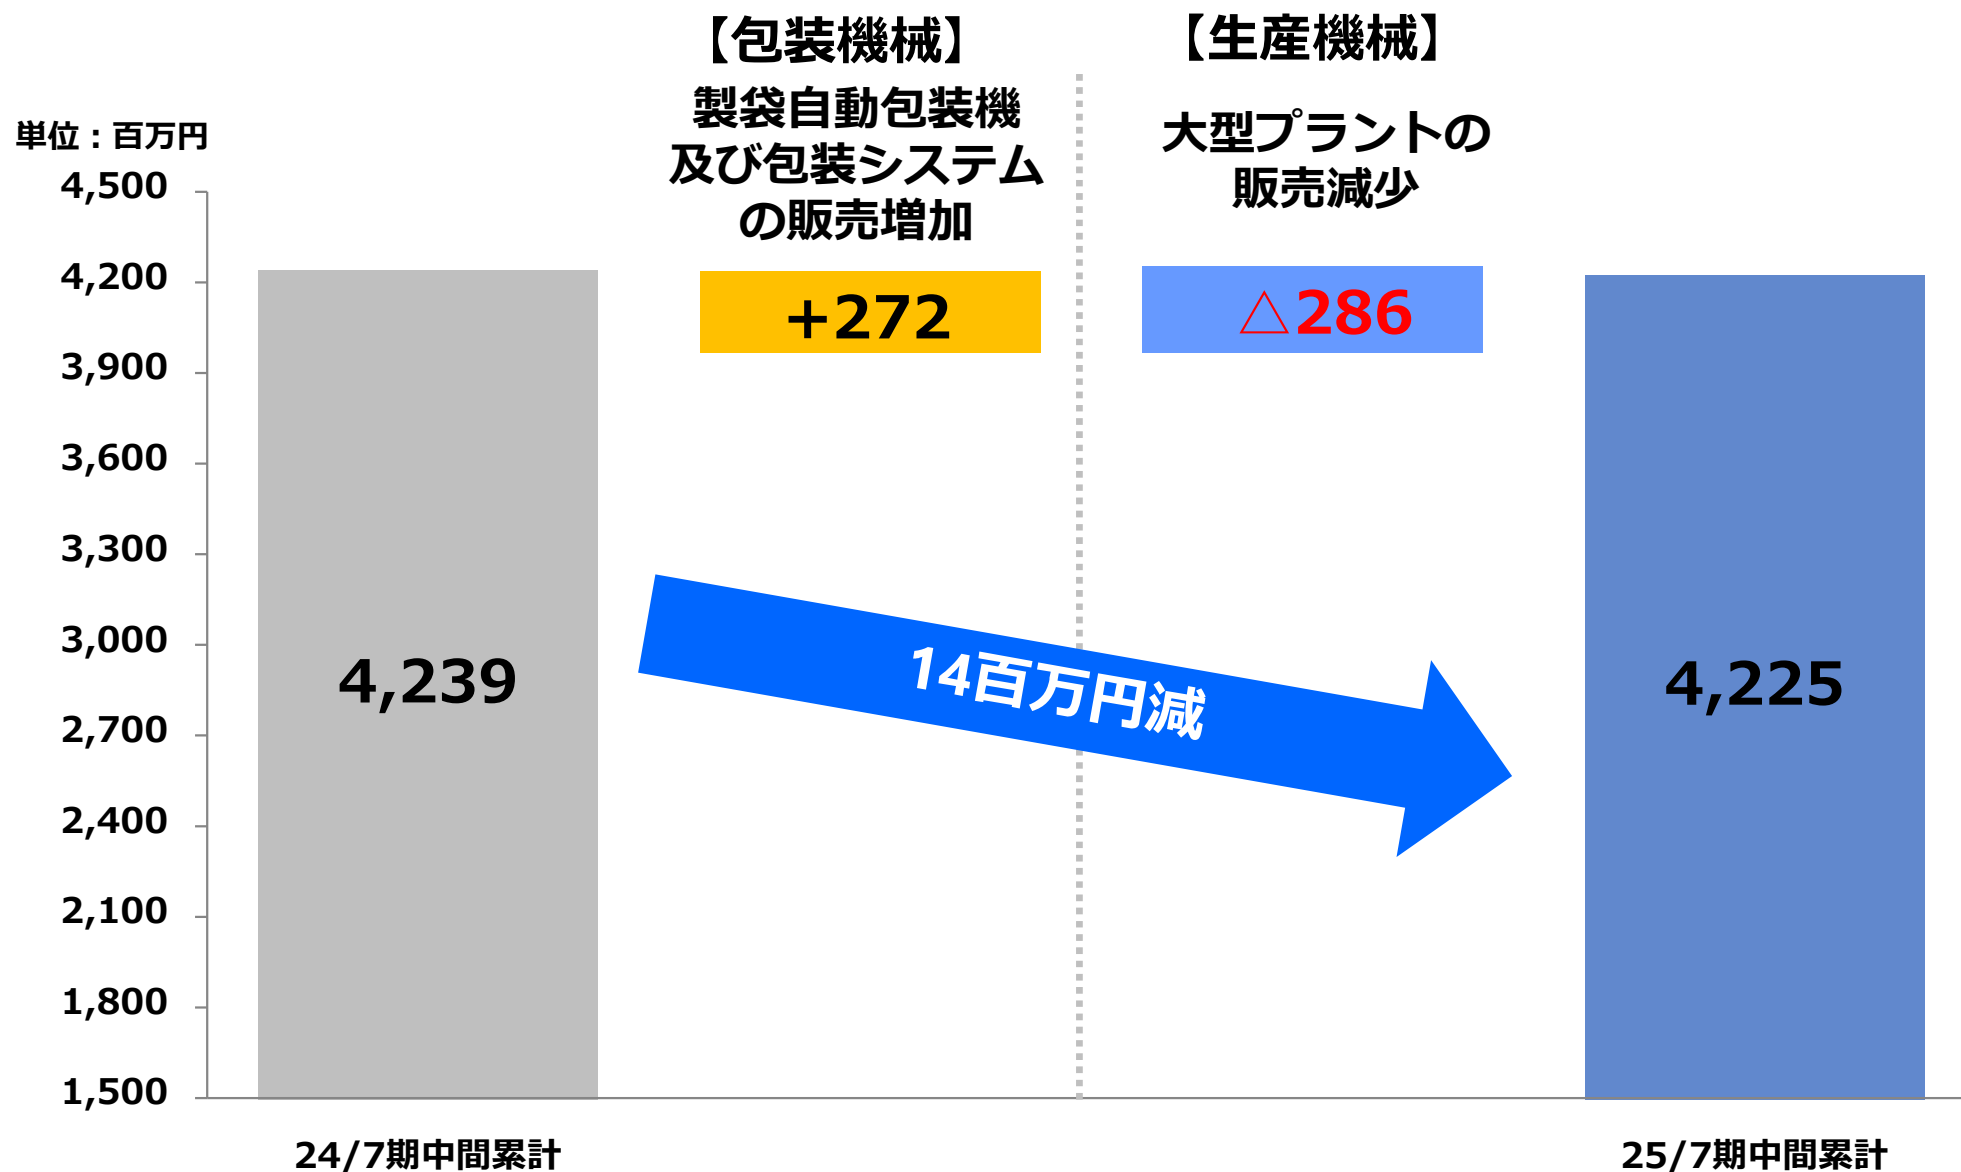 【包装機械】
製袋自動包装機
及び包装システム
の販売増加
【生産機械】
大型プラントの
販売減少
単位：百万円
4,500
4,200
3,900
3,600
3,300
3,000
2,700
2,400
2,100
1,800
1,500
4,239
+272
△286
14百万円減
4,225
24/7期中間累計
25/7期中間累計